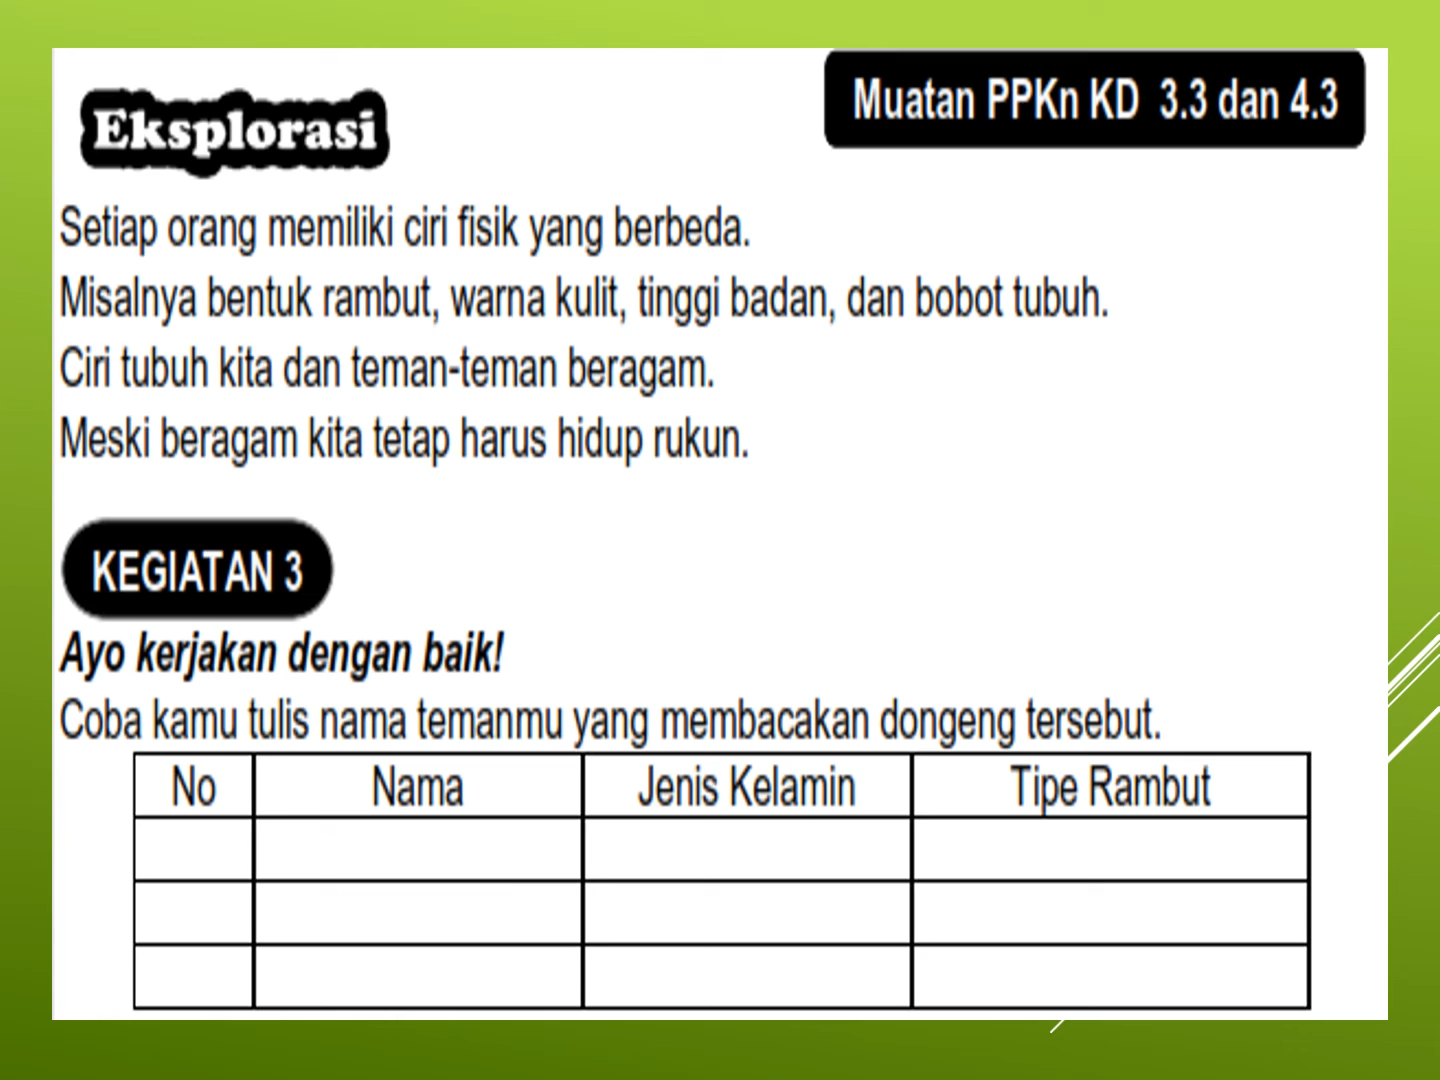 Muatan PPKn KD 3.3 dan 4.3
Eksplorasi
Setiap orang memiliki ciri fisik yang berbeda.
Misalnya bentuk rambut, warna kulit, tinggi badan, dan bobot tubuh.
Ciri tubuh kita dan teman-teman beragam.
Meski beragam kita tetap harus hidup rukun.
KEGIATAN 3
Ayo kerjakan dengan baik!
Coba kamu tulis nama temanmu yang membacakan dongeng tersebut.
No Nama Jenis Kelamin Tipe Rambut